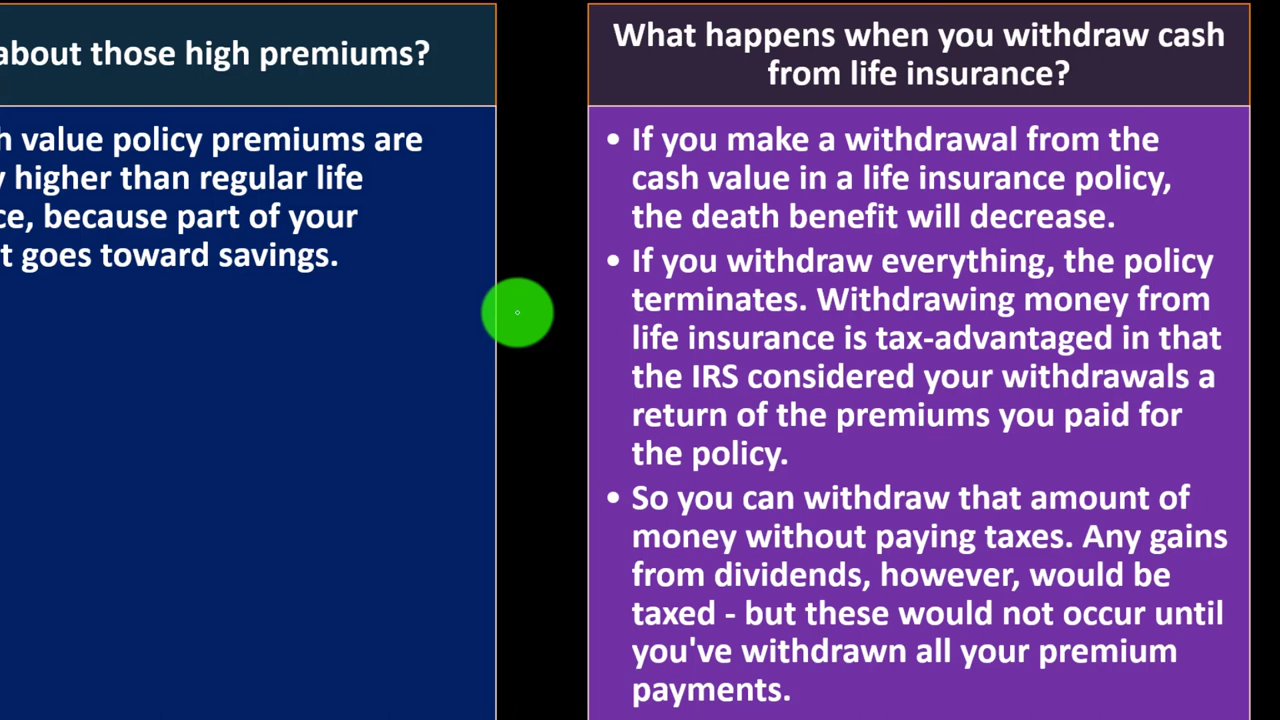 about those high premiums?
h value policy premiums are
y higher than regular life
ce, because part of your
t goes toward savings.
What happens when you withdraw cash
from life insurance?
• If you make a withdrawal from the
cash value in a life insurance policy,
the death benefit will decrease.
• If you withdraw everything, the policy
terminates. Withdrawing money from
life insurance is tax-advantaged in that
the IRS considered your withdrawals a
return of the premiums you paid for
the policy.
• So you can withdraw that amount of
money without paying taxes. Any gains
from dividends, however, would be
taxed - but these would not occur until
you've withdrawn all your premium
payments.